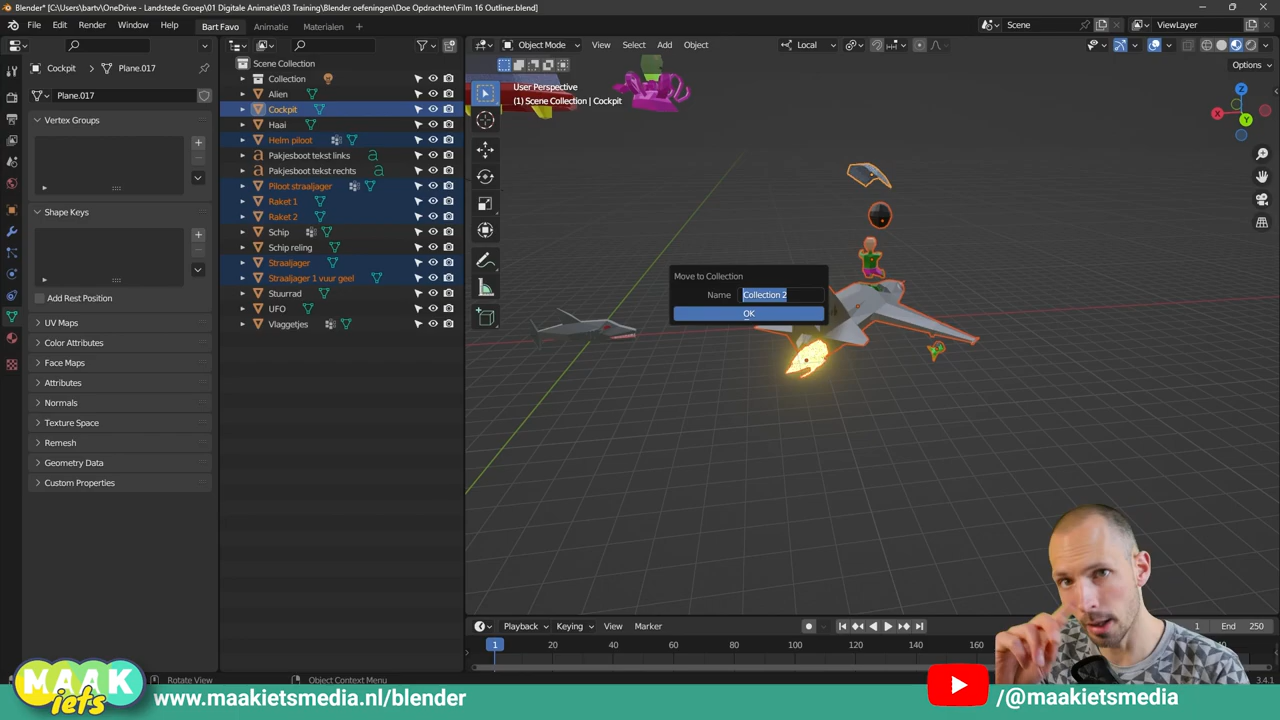 Blender* [C:\Users\bartv\OneDrive - Landstede Groep\01 Digitale Animatie\03 Training\Blender oefeningen\Doe Opdrachten\Film 16 Outliner.blend]
File Edit Render Window Help Bart Favo Animatie Materialen Scene ViewLayer
Object Mode View Select Add Object Local
Options
Cockpit Plane.017
Plane.017
Vertex Groups
Shape Keys
Add Rest Position
UV Maps
Color Attributes
Face Maps
Attributes
Normals
Texture Space
Remesh
Geometry Data
Custom Properties
Scene Collection
Collection
Alien
Cockpit
Haai
Helm piloot
Pakjesboot tekst links
Pakjesboot tekst rechts
Piloot straaljager
Raket 1
Raket 2
Schip
Schip reling
Straaljager
Straaljager 1 vuur geel
Stuurrad
UFO
Vlaggetjes
User Perspective
(1) Scene Collection | Cockpit
Z
X
Y
Move to Collection
Name Collection 2
OK
Playback Keying View Marker 1 End 250
1 20 40 60 80 100 120 140
Rotate View Object Context Menu 3.4.1
MAAK
iets
www.maakietsmedia.nl/blender
/@maakietsmedia